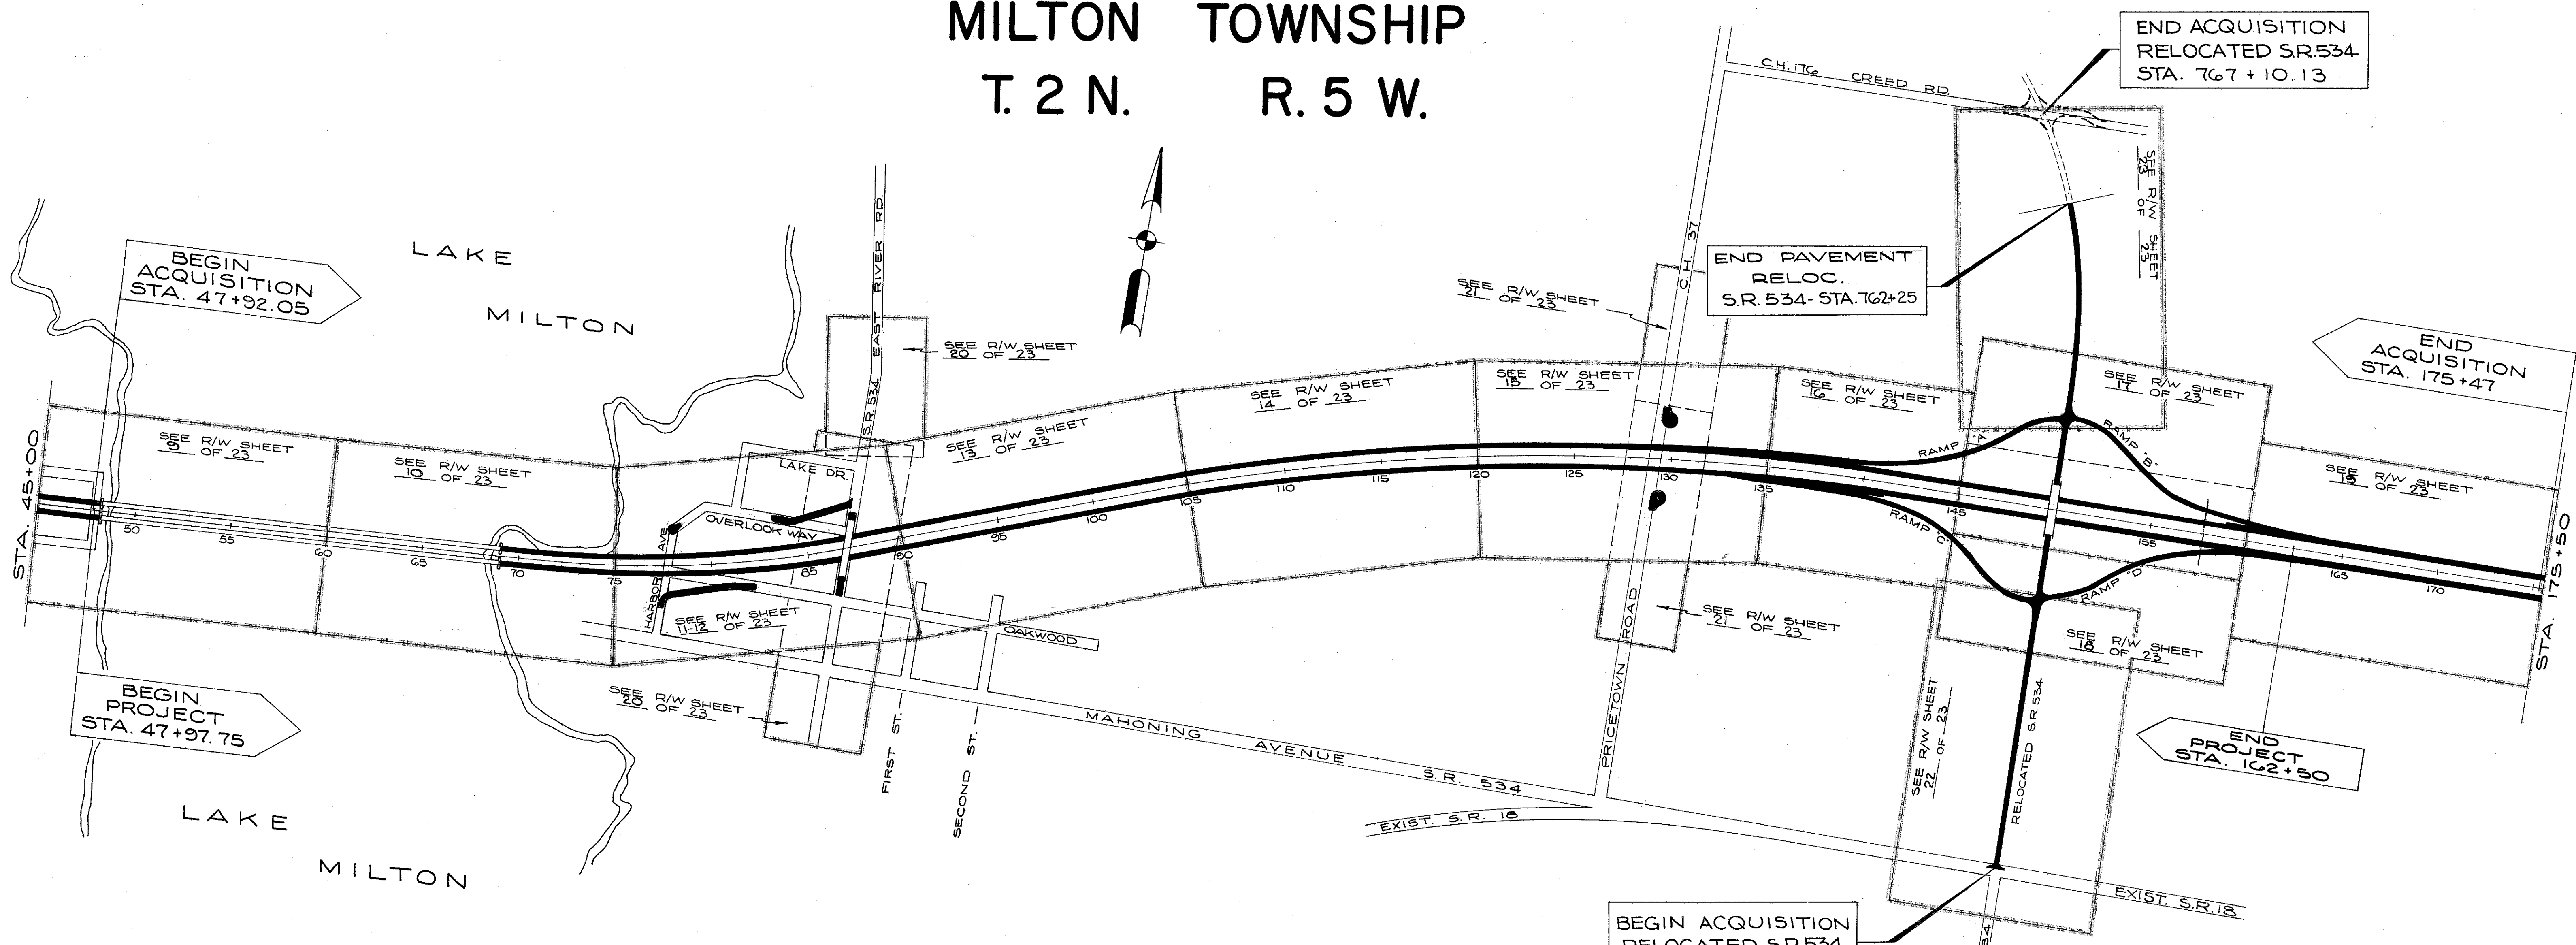 MILTON TOWNSHIP
T. 2 N. R. 5 W.
END ACQUISITION
RELOCATED S.R.534
STA. 767 + 10.13
C.H. 176 CREED RD.
SEE R/W SHEET
23 OF 23
BEGIN
ACQUISITION
STA. 47+92.05
LAKE
MILTON
S.R. 534 EAST RIVER RD.
SEE R/W SHEET
20 OF 23
SEE R/W SHEET
21 OF 23
C.H. 37
END PAVEMENT
RELOC.
S.R. 534- STA.762+25
END
ACQUISITION
STA. 175+47
STA. 45+00
SEE R/W SHEET
9 OF 23
SEE R/W SHEET
10 OF 23
LAKE DR.
SEE R/W SHEET
13 OF 23
SEE R/W SHEET
14 OF 23
SEE R/W SHEET
15 OF 23
SEE R/W SHEET
16 OF 23
SEE R/W SHEET
17 OF 23
SEE R/W SHEET
19 OF 23
RAMP "A"
RAMP "B"
RAMP "C"
RAMP "D"
OVERLOOK WAY
HARBOR AVE.
50
55
60
65
70
75
85
90
95
100
105
110
115
120
125
130
135
145
155
165
170
STA. 175+50
SEE R/W SHEET
11-12 OF 23
OAKWOOD
SEE R/W SHEET
21 OF 23
SEE R/W SHEET
18 OF 23
BEGIN
PROJECT
STA. 47+97.75
SEE R/W SHEET
20 OF 23
FIRST ST.
SECOND ST.
MAHONING AVENUE S.R. 534
PRICETOWN ROAD
SEE R/W SHEET
22 OF 23
RELOCATED S.R.534
END
PROJECT
STA. 162+50
LAKE
MILTON
EXIST. S.R. 18
EXIST. S.R.18
BEGIN ACQUISITION
RELOCATED S.R.534